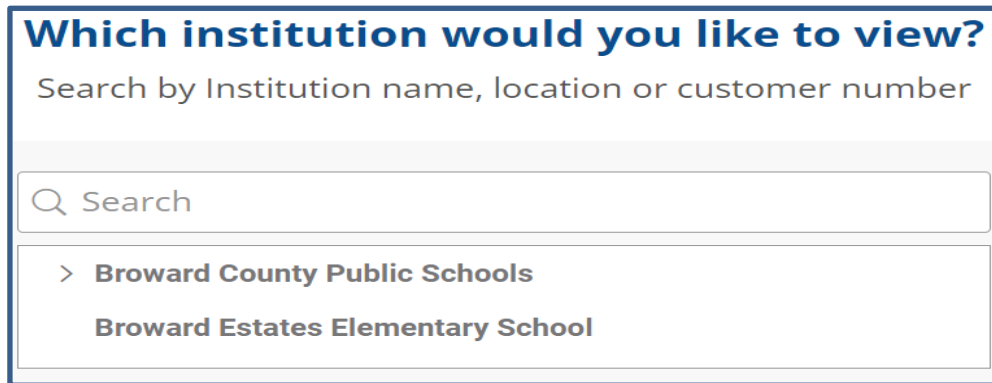 Which institution would you like to view?
Search by Institution name, location or customer number
Search
> Broward County Public Schools
Broward Estates Elementary School